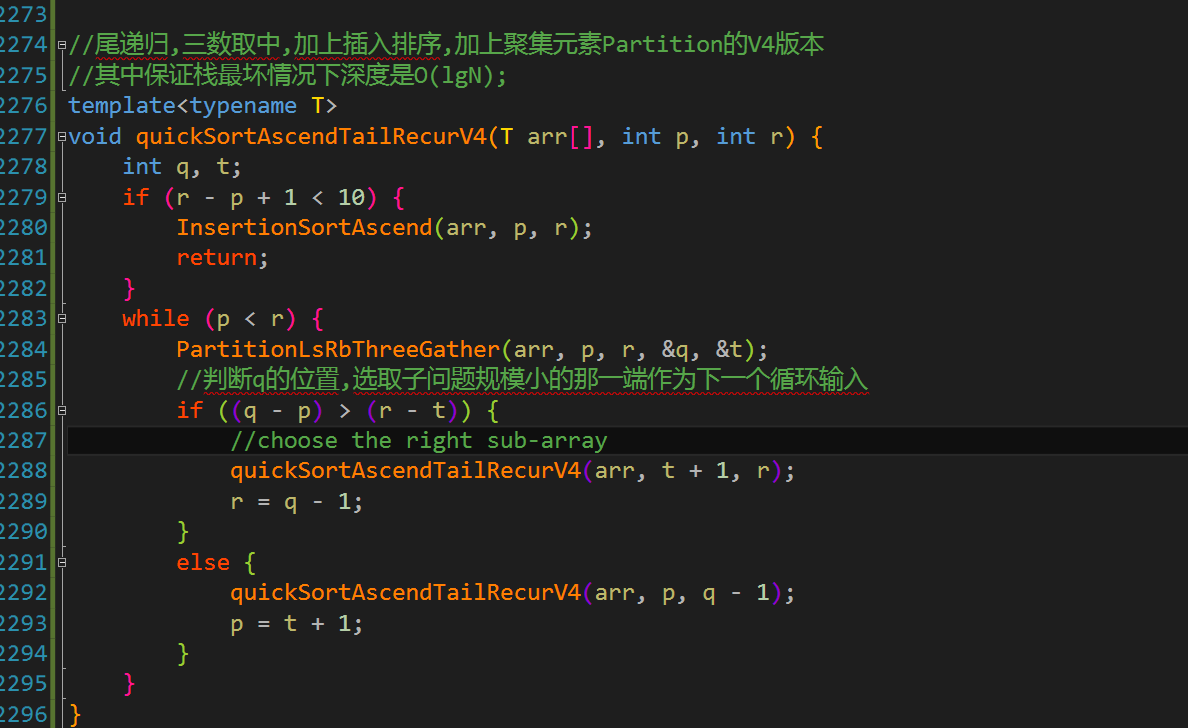 2273
2274 //尾递归,三数取中,加上插入排序,加上聚集元素Partition的V4版本
2275 //其中保证栈最坏情况下深度是O(lgN);
2276 template<typename T>
2277 void quickSortAscendTailRecurV4(T arr[], int p, int r) {
2278 int q, t;
2279 if (r - p + 1 < 10) {
2280 InsertionSortAscend(arr, p, r);
2281 return;
2282 }
2283 while (p < r) {
2284 PartitionLsRbThreeGather(arr, p, r, &q, &t);
2285 //判断q的位置,选取子问题规模小的那一端作为下一个循环输入
2286 if ((q - p) > (r - t)) {
2287 //choose the right sub-array
2288 quickSortAscendTailRecurV4(arr, t + 1, r);
2289 r = q - 1;
2290 }
2291 else {
2292 quickSortAscendTailRecurV4(arr, p, q - 1);
2293 p = t + 1;
2294 }
2295 }
2296 }